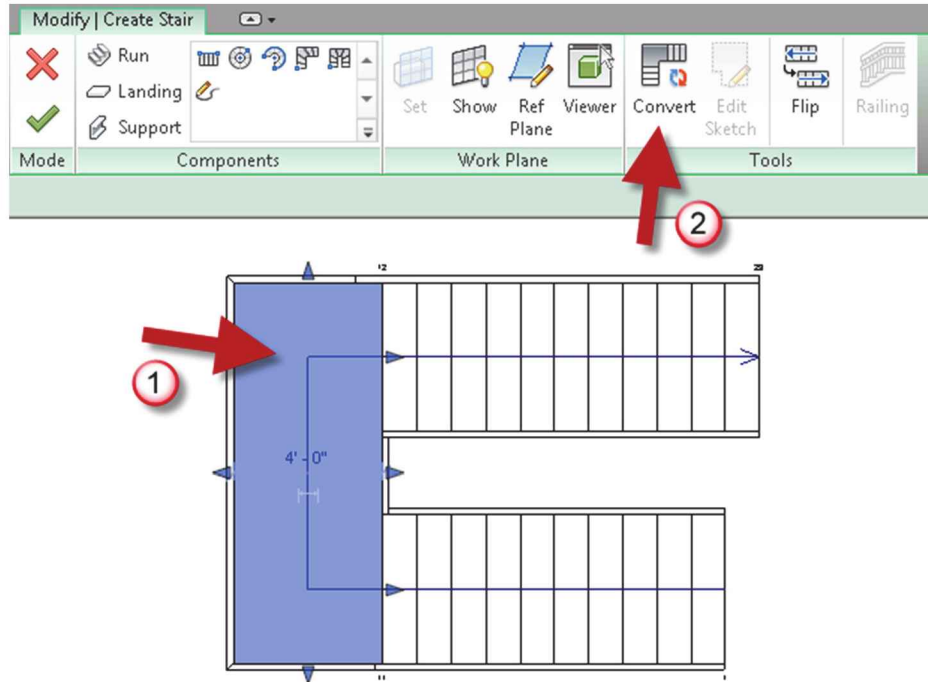 Modify | Create Stair
Run
Landing
Support
Set
Show
Ref
Plane
Viewer
Convert
Edit
Sketch
Flip
Railing
Mode
Components
Work Plane
Tools
2
12
23
1
4' - 0"
11
1